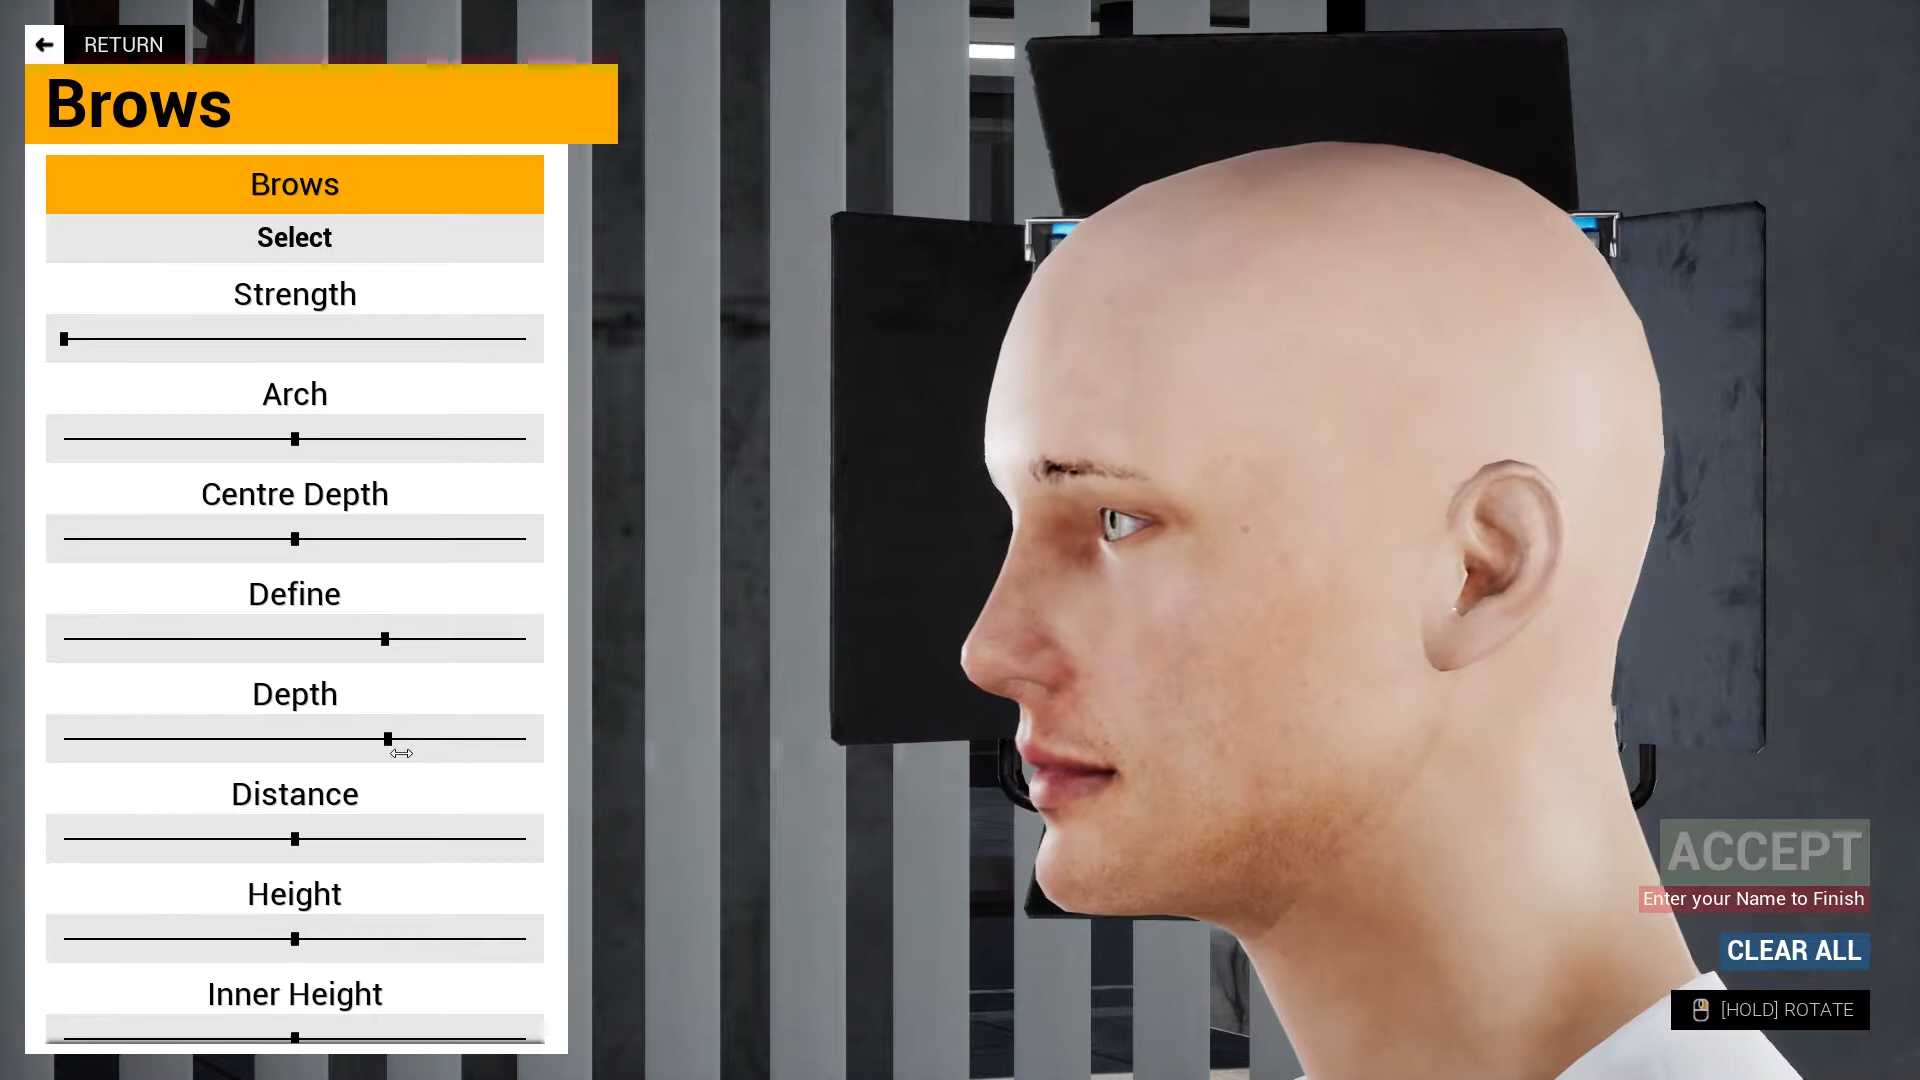 RETURN
Brows
Brows
Select
Strength
Arch
Centre Depth
Define
Depth
Distance
Height
Inner Height
ACCEPT
Enter your Name to Finish
CLEAR ALL
[HOLD] ROTATE